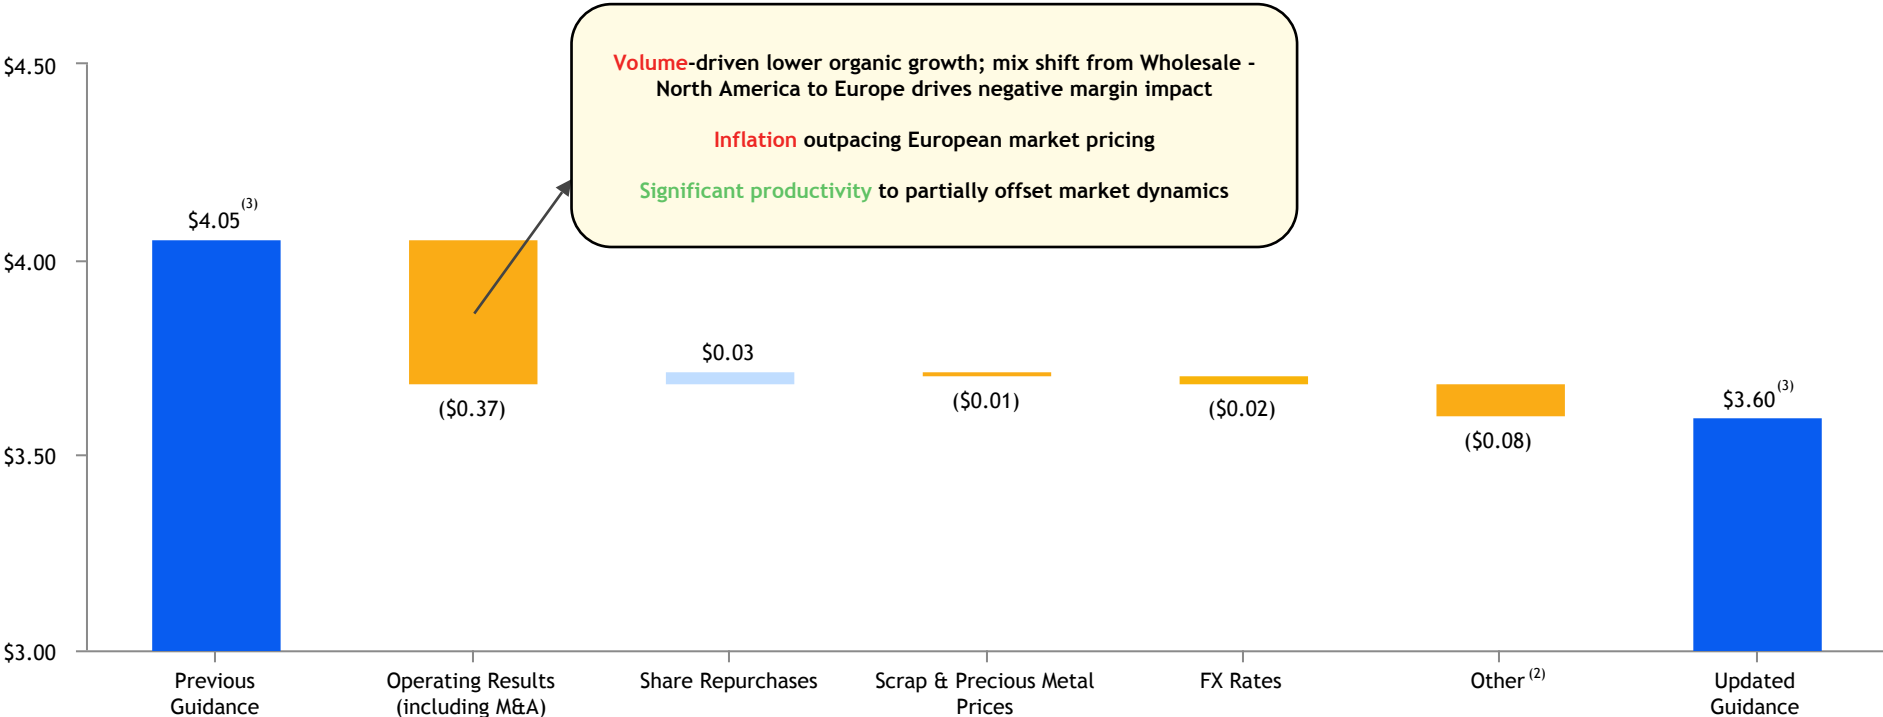 Volume-driven lower organic growth; mix shift from Wholesale -
North America to Europe drives negative margin impact
Inflation outpacing European market pricing
Significant productivity to partially offset market dynamics
$4.50
$4.00
$3.50
$3.00
$4.05(3)
($0.37)
$0.03
($0.01)
($0.02)
($0.08)
$3.60(3)
Previous
Guidance
Operating Results
(including M&A)
Share Repurchases
Scrap & Precious Metal
Prices
FX Rates
Other (2)
Updated
Guidance